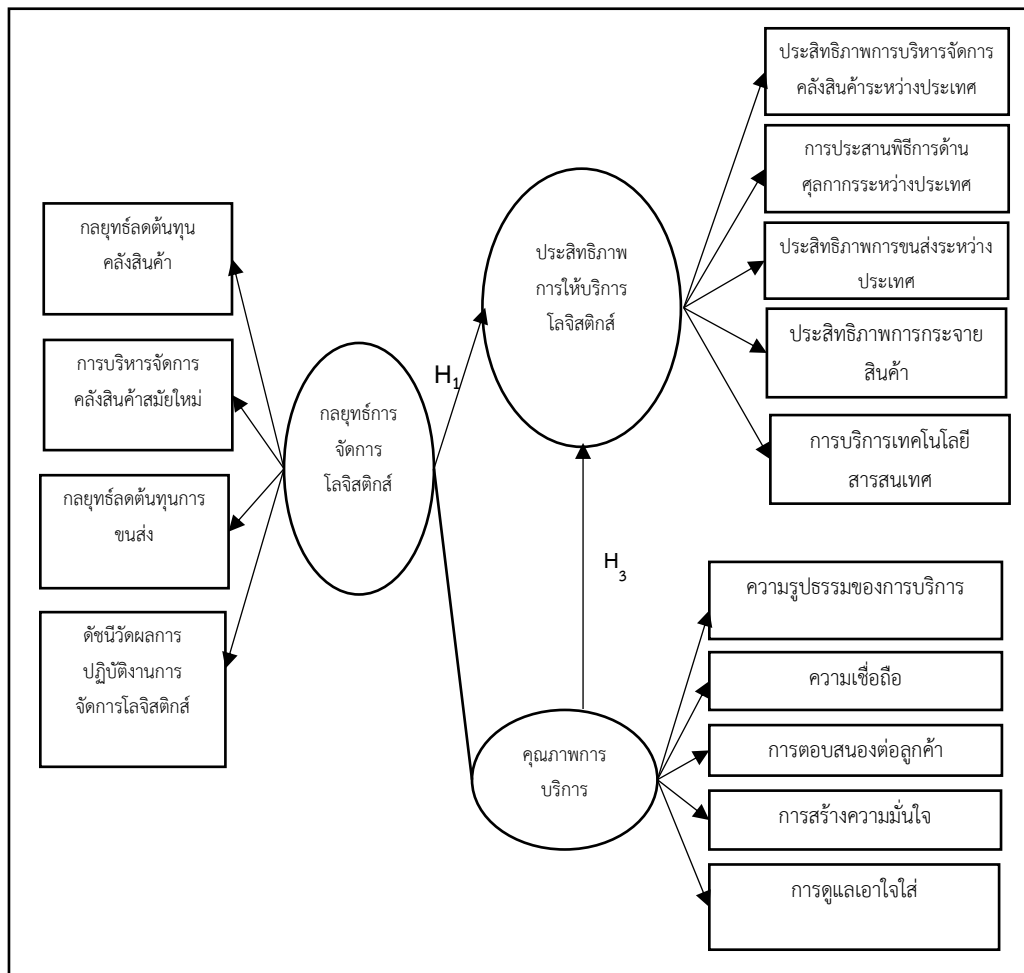 กลยุทธ์ลดต้นทุน
คลังสินค้า
การบริหารจัดการ
คลังสินค้าสมัยใหม่
กลยุทธ์ลดต้นทุนการ
ขนส่ง
ดัชนีวัดผลการ
ปฏิบัติงานการ
จัดการโลจิสติกส์
กลยุทธ์การ
จัดการ
โลจิสติกส์
H₁
ประสิทธิภาพ
การให้บริการ
โลจิสติกส์
H₃
คุณภาพการ
บริการ
ประสิทธิภาพการบริหารจัดการ
คลังสินค้าระหว่างประเทศ
การประสานพิธีการด้าน
ศุลกากรระหว่างประเทศ
ประสิทธิภาพการขนส่งระหว่าง
ประเทศ
ประสิทธิภาพการกระจาย
สินค้า
การบริการเทคโนโลยี
สารสนเทศ
ความรูปธรรมของการบริการ
ความเชื่อถือ
การตอบสนองต่อลูกค้า
การสร้างความมั่นใจ
การดูแลเอาใจใส่